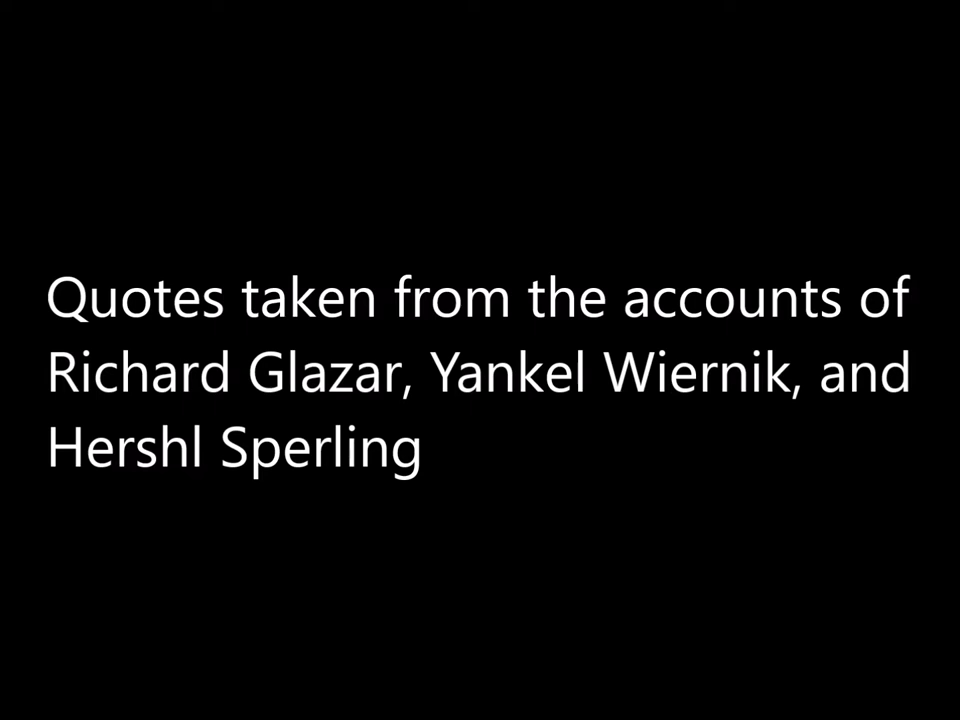 Quotes taken from the accounts of
Richard Glazar, Yankel Wiernik, and
Hershl Sperling